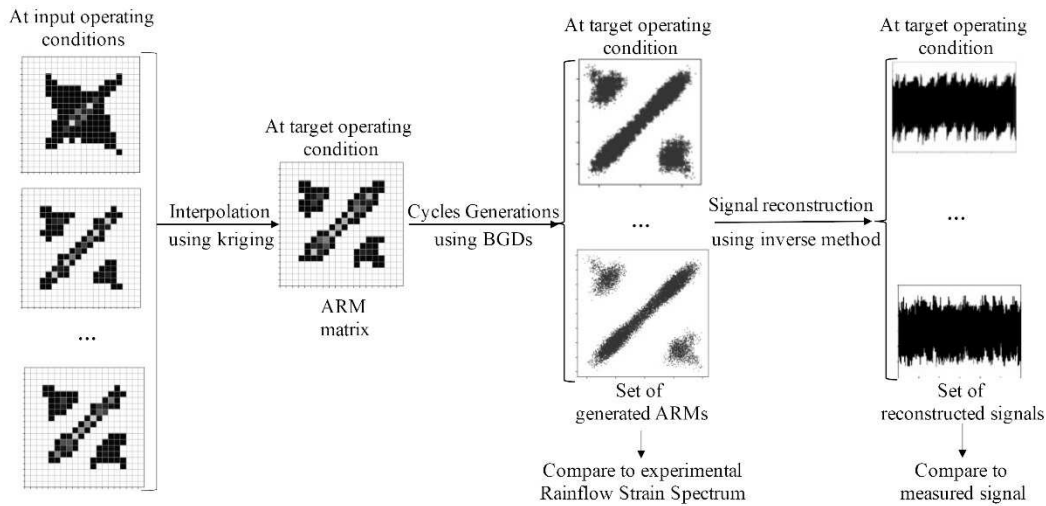 At input operating
conditions
...
Interpolation
using kriging
At target operating
condition
ARM
matrix
Cycles Generations
using BGDs
At target operating
condition
...
Set of
generated ARMs
Compare to experimental
Rainflow Strain Spectrum
Signal reconstruction
using inverse method
At target operating
condition
...
Set of
reconstructed signals
Compare to
measured signal